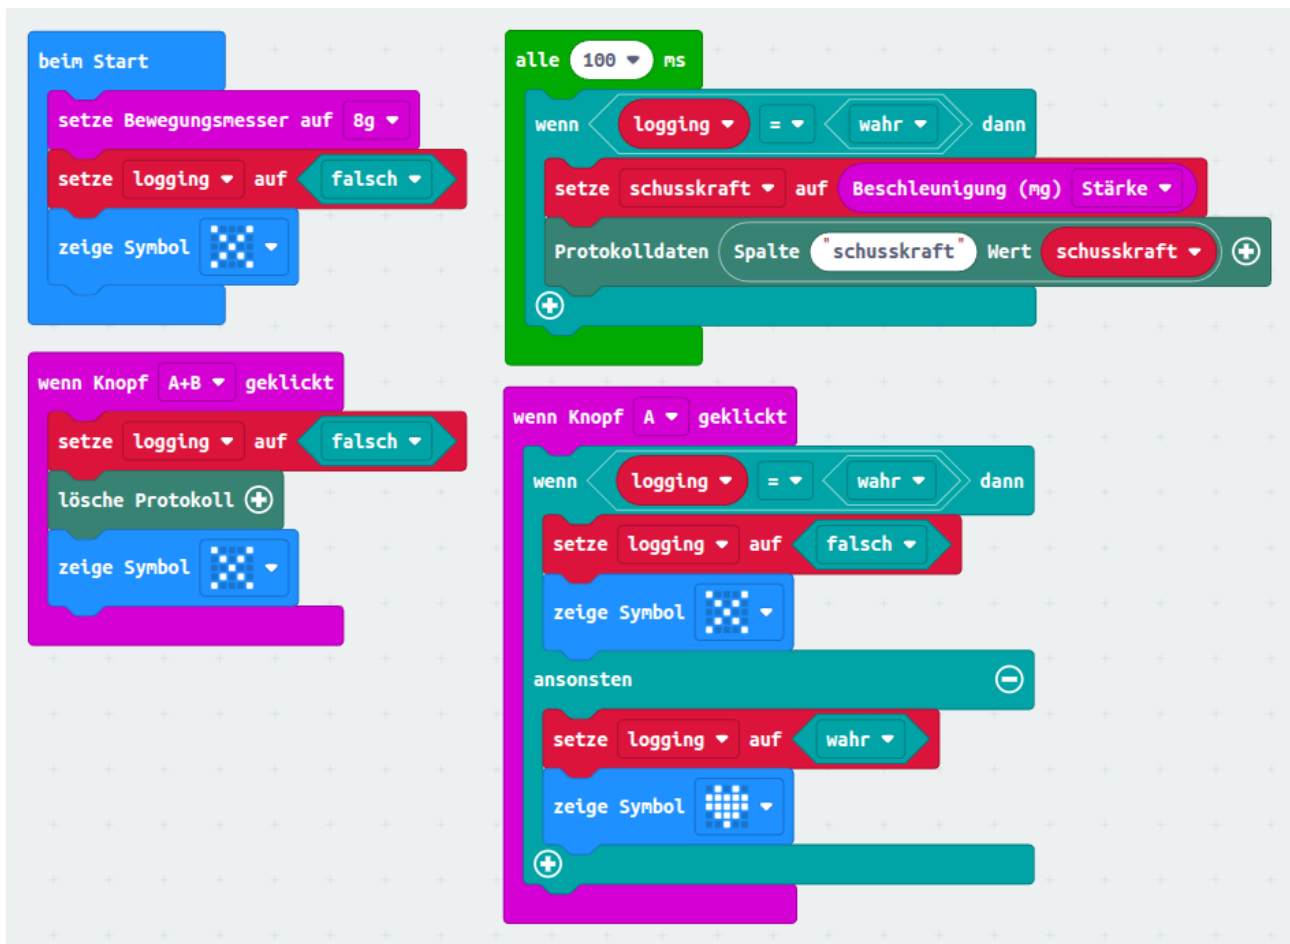 beim Start
setze Bewegungsmesser auf 8g
setze logging auf falsch
zeige Symbol
wenn Knopf A+B geklickt
setze logging auf falsch
lösche Protokoll
zeige Symbol
alle 100 ms
wenn logging = wahr dann
setze schusskraft auf Beschleunigung (mg) Stärke
Protokolldaten Spalte "schusskraft" Wert schusskraft
wenn Knopf A geklickt
wenn logging = wahr dann
setze logging auf falsch
zeige Symbol
ansonsten
setze logging auf wahr
zeige Symbol